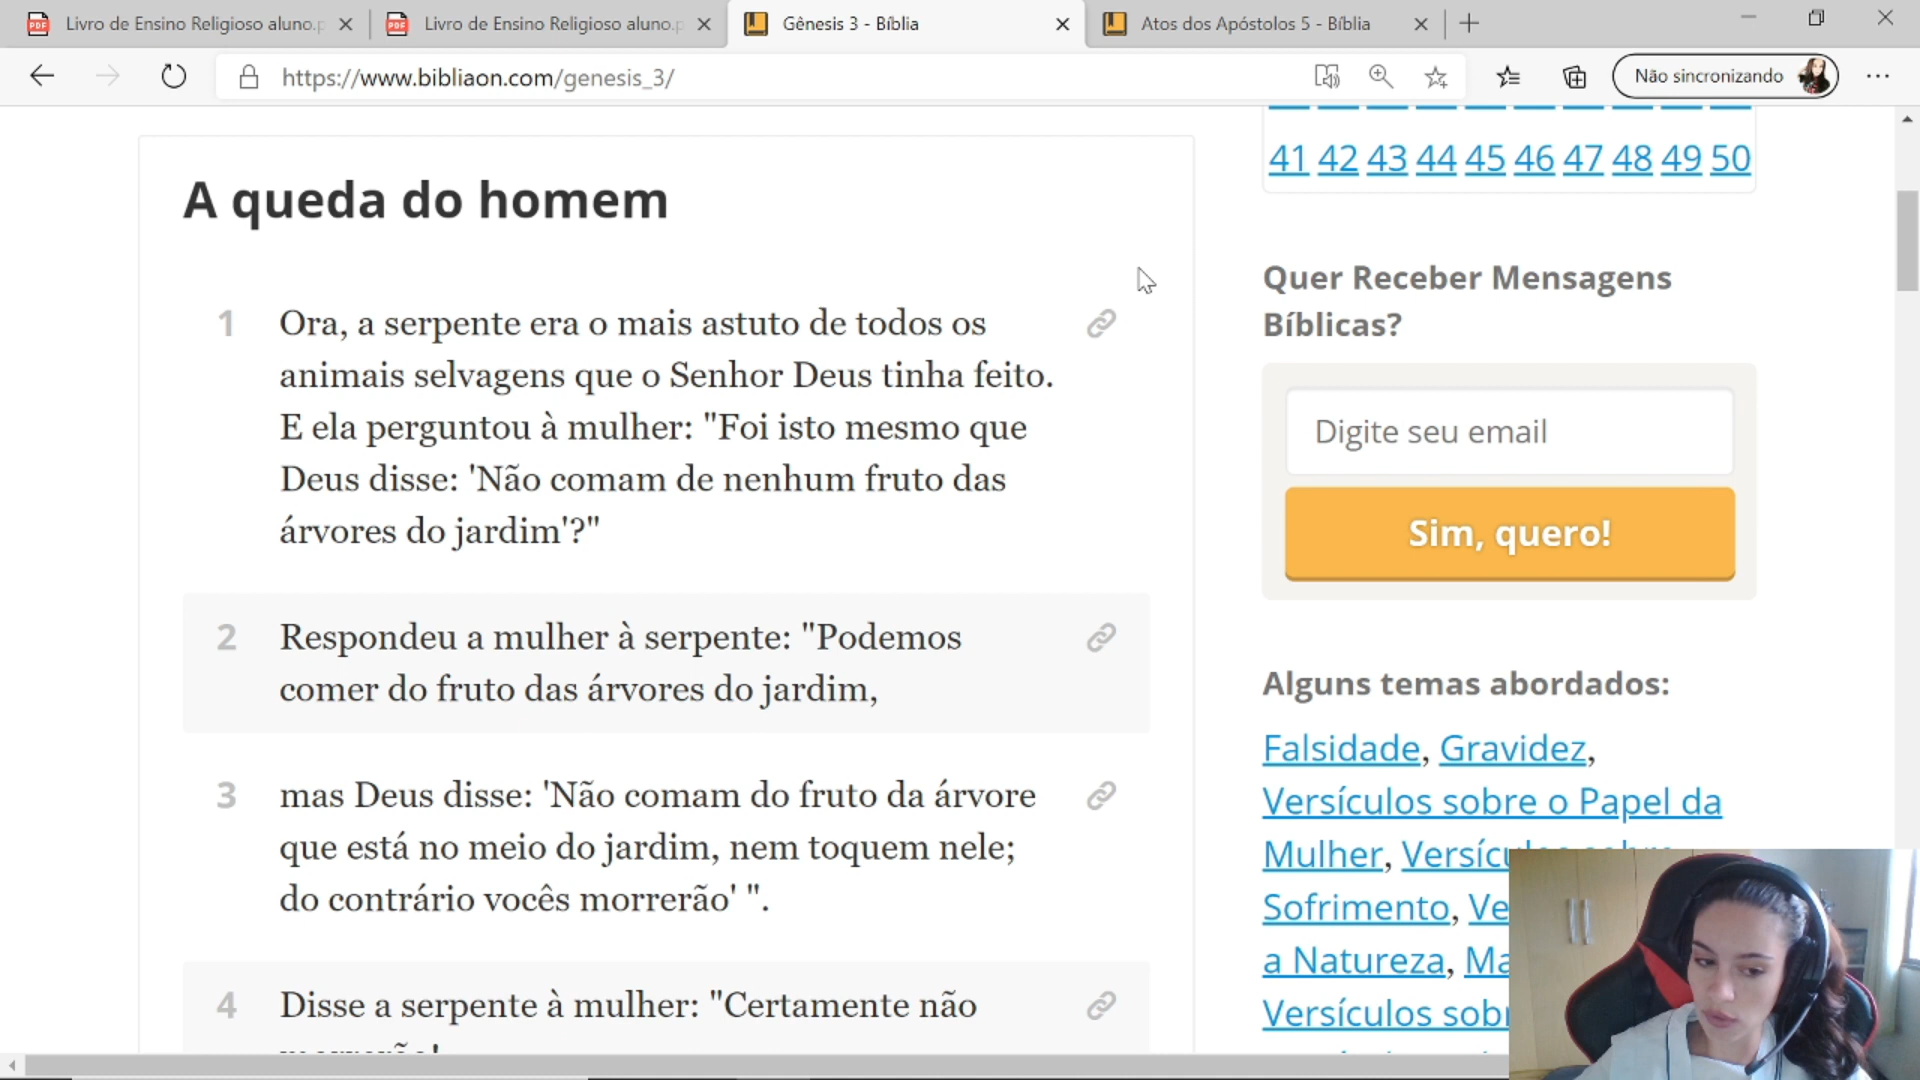 Livro de Ensino Religioso aluno.p
Livro de Ensino Religioso aluno.p
Gênesis 3 - Bíblia
Atos dos Apóstolos 5 - Bíblia
https://www.bibliaon.com/genesis_3/
Não sincronizando
A queda do homem
1 Ora, a serpente era o mais astuto de todos os
animais selvagens que o Senhor Deus tinha feito.
E ela perguntou à mulher: "Foi isto mesmo que
Deus disse: 'Não comam de nenhum fruto das
árvores do jardim'?"
2 Respondeu a mulher à serpente: "Podemos
comer do fruto das árvores do jardim,
3 mas Deus disse: 'Não comam do fruto da árvore
que está no meio do jardim, nem toquem nele;
do contrário vocês morrerão' ".
4 Disse a serpente à mulher: "Certamente não
41 42 43 44 45 46 47 48 49 50
Quer Receber Mensagens
Bíblicas?
Digite seu email
Sim, quero!
Alguns temas abordados:
Falsidade, Gravidez,
Versículos sobre o Papel da
Mulher,
Sofrimento,
a Natureza,
Versículos